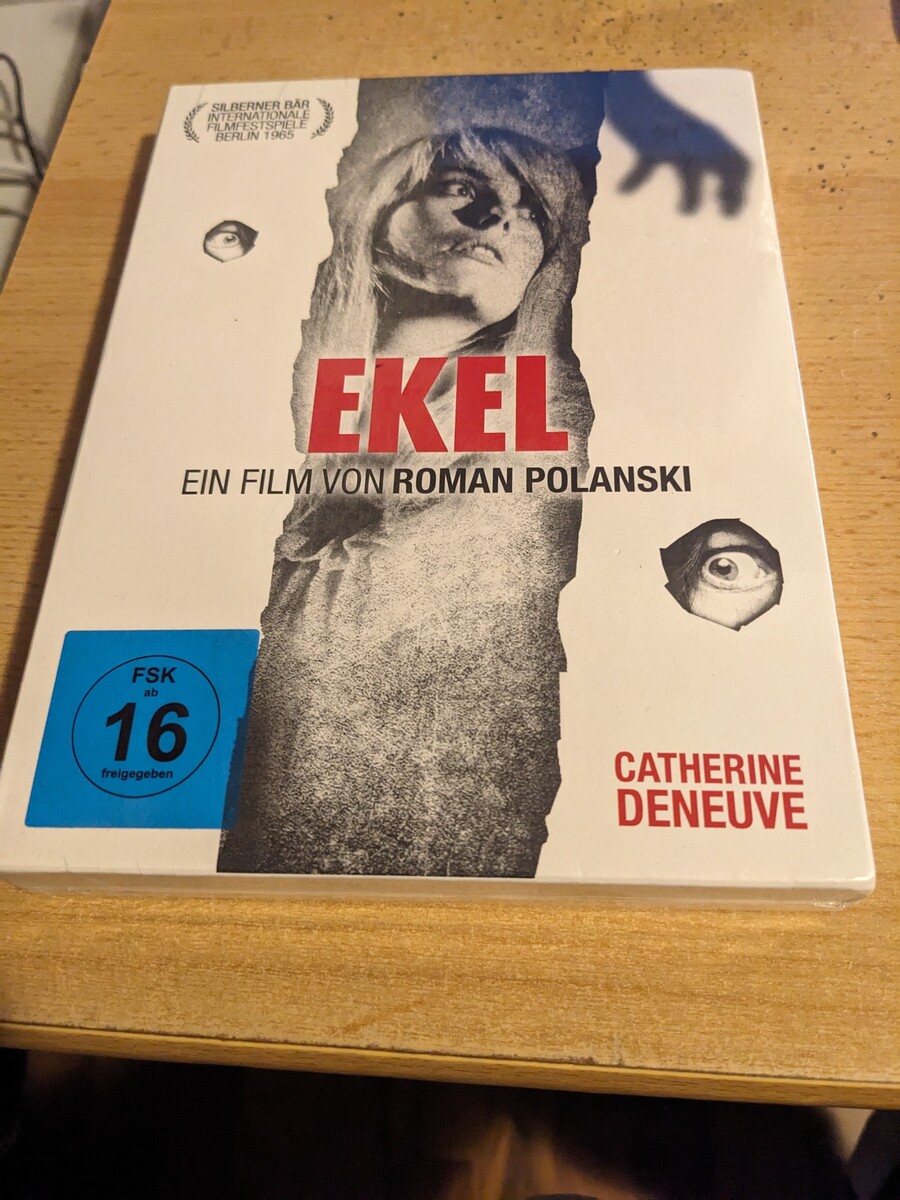 SILBERNER BÄR
INTERNATIONALE
FILMFESTSPIELE
BERLIN 1965
EKEL
EIN FILM VON ROMAN POLANSKI
FSK
ab
16
freigegeben
CATHERINE
DENEUVE